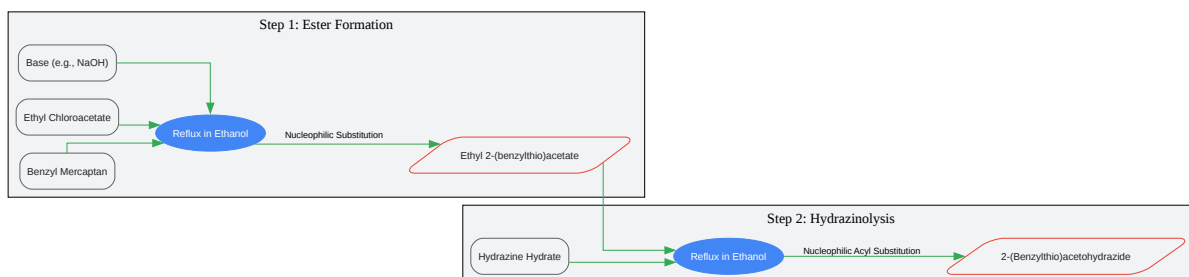 Step 1: Ester Formation
Base (e.g., NaOH)
Ethyl Chloroacetate
Reflux in Ethanol
Nucleophilic Substitution
Ethyl 2-(benzylthio)acetate
Benzyl Mercaptan
Step 2: Hydrazinolysis
Hydrazine Hydrate
Reflux in Ethanol
Nucleophilic Acyl Substitution
2-(Benzylthio)acetohydrazide